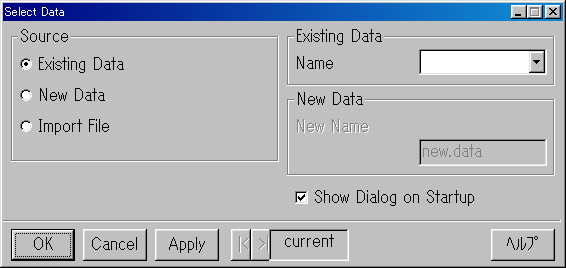 Select Data
Source
Existing Data
New Data
Import File
Existing Data
Name
New Data
New Name
new.data
Show Dialog on Startup
OK
Cancel
Apply
current
ﾍﾙﾌﾟ